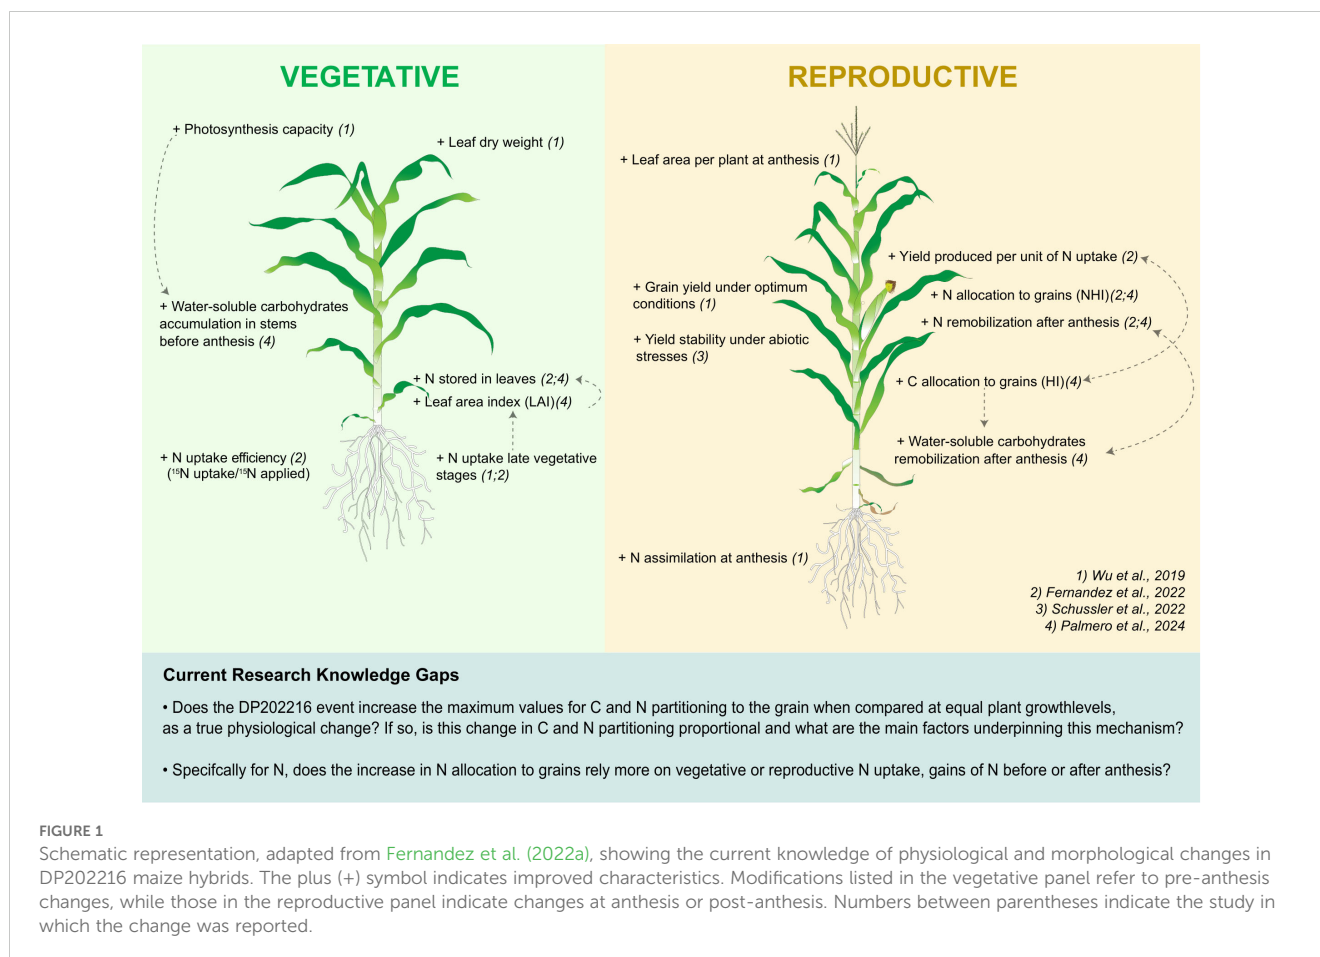 VEGETATIVE
+ Photosynthesis capacity (1)
+ Leaf dry weight (1)
+ Water-soluble carbohydrates
accumulation in stems
before anthesis (4)
+ N stored in leaves (2;4)
+ Leaf area index (LAI)(4)
+ N uptake efficiency (2)
(¹⁵N uptake/¹⁵N applied)
+ N uptake late vegetative
stages (1;2)
REPRODUCTIVE
+ Leaf area per plant at anthesis (1)
+ Yield produced per unit of N uptake (2)
+ Grain yield under optimum
conditions (1)
+ N allocation to grains (NHI)(2;4)
+ N remobilization after anthesis (2;4)
+ Yield stability under abiotic
stresses (3)
+ C allocation to grains (HI)(4)
+ Water-soluble carbohydrates
remobilization after anthesis (4)
+ N assimilation at anthesis (1)
1) Wu et al., 2019
2) Fernandez et al., 2022
3) Schussler et al., 2022
4) Palmero et al., 2024
Current Research Knowledge Gaps
• Does the DP202216 event increase the maximum values for C and N partitioning to the grain when compared at equal plant growthlevels,
as a true physiological change? If so, is this change in C and N partitioning proportional and what are the main factors underpinning this mechanism?
• Specifcally for N, does the increase in N allocation to grains rely more on vegetative or reproductive N uptake, gains of N before or after anthesis?
FIGURE 1
Schematic representation, adapted from Fernandez et al. (2022a), showing the current knowledge of physiological and morphological changes in
DP202216 maize hybrids. The plus (+) symbol indicates improved characteristics. Modifications listed in the vegetative panel refer to pre-anthesis
changes, while those in the reproductive panel indicate changes at anthesis or post-anthesis. Numbers between parentheses indicate the study in
which the change was reported.